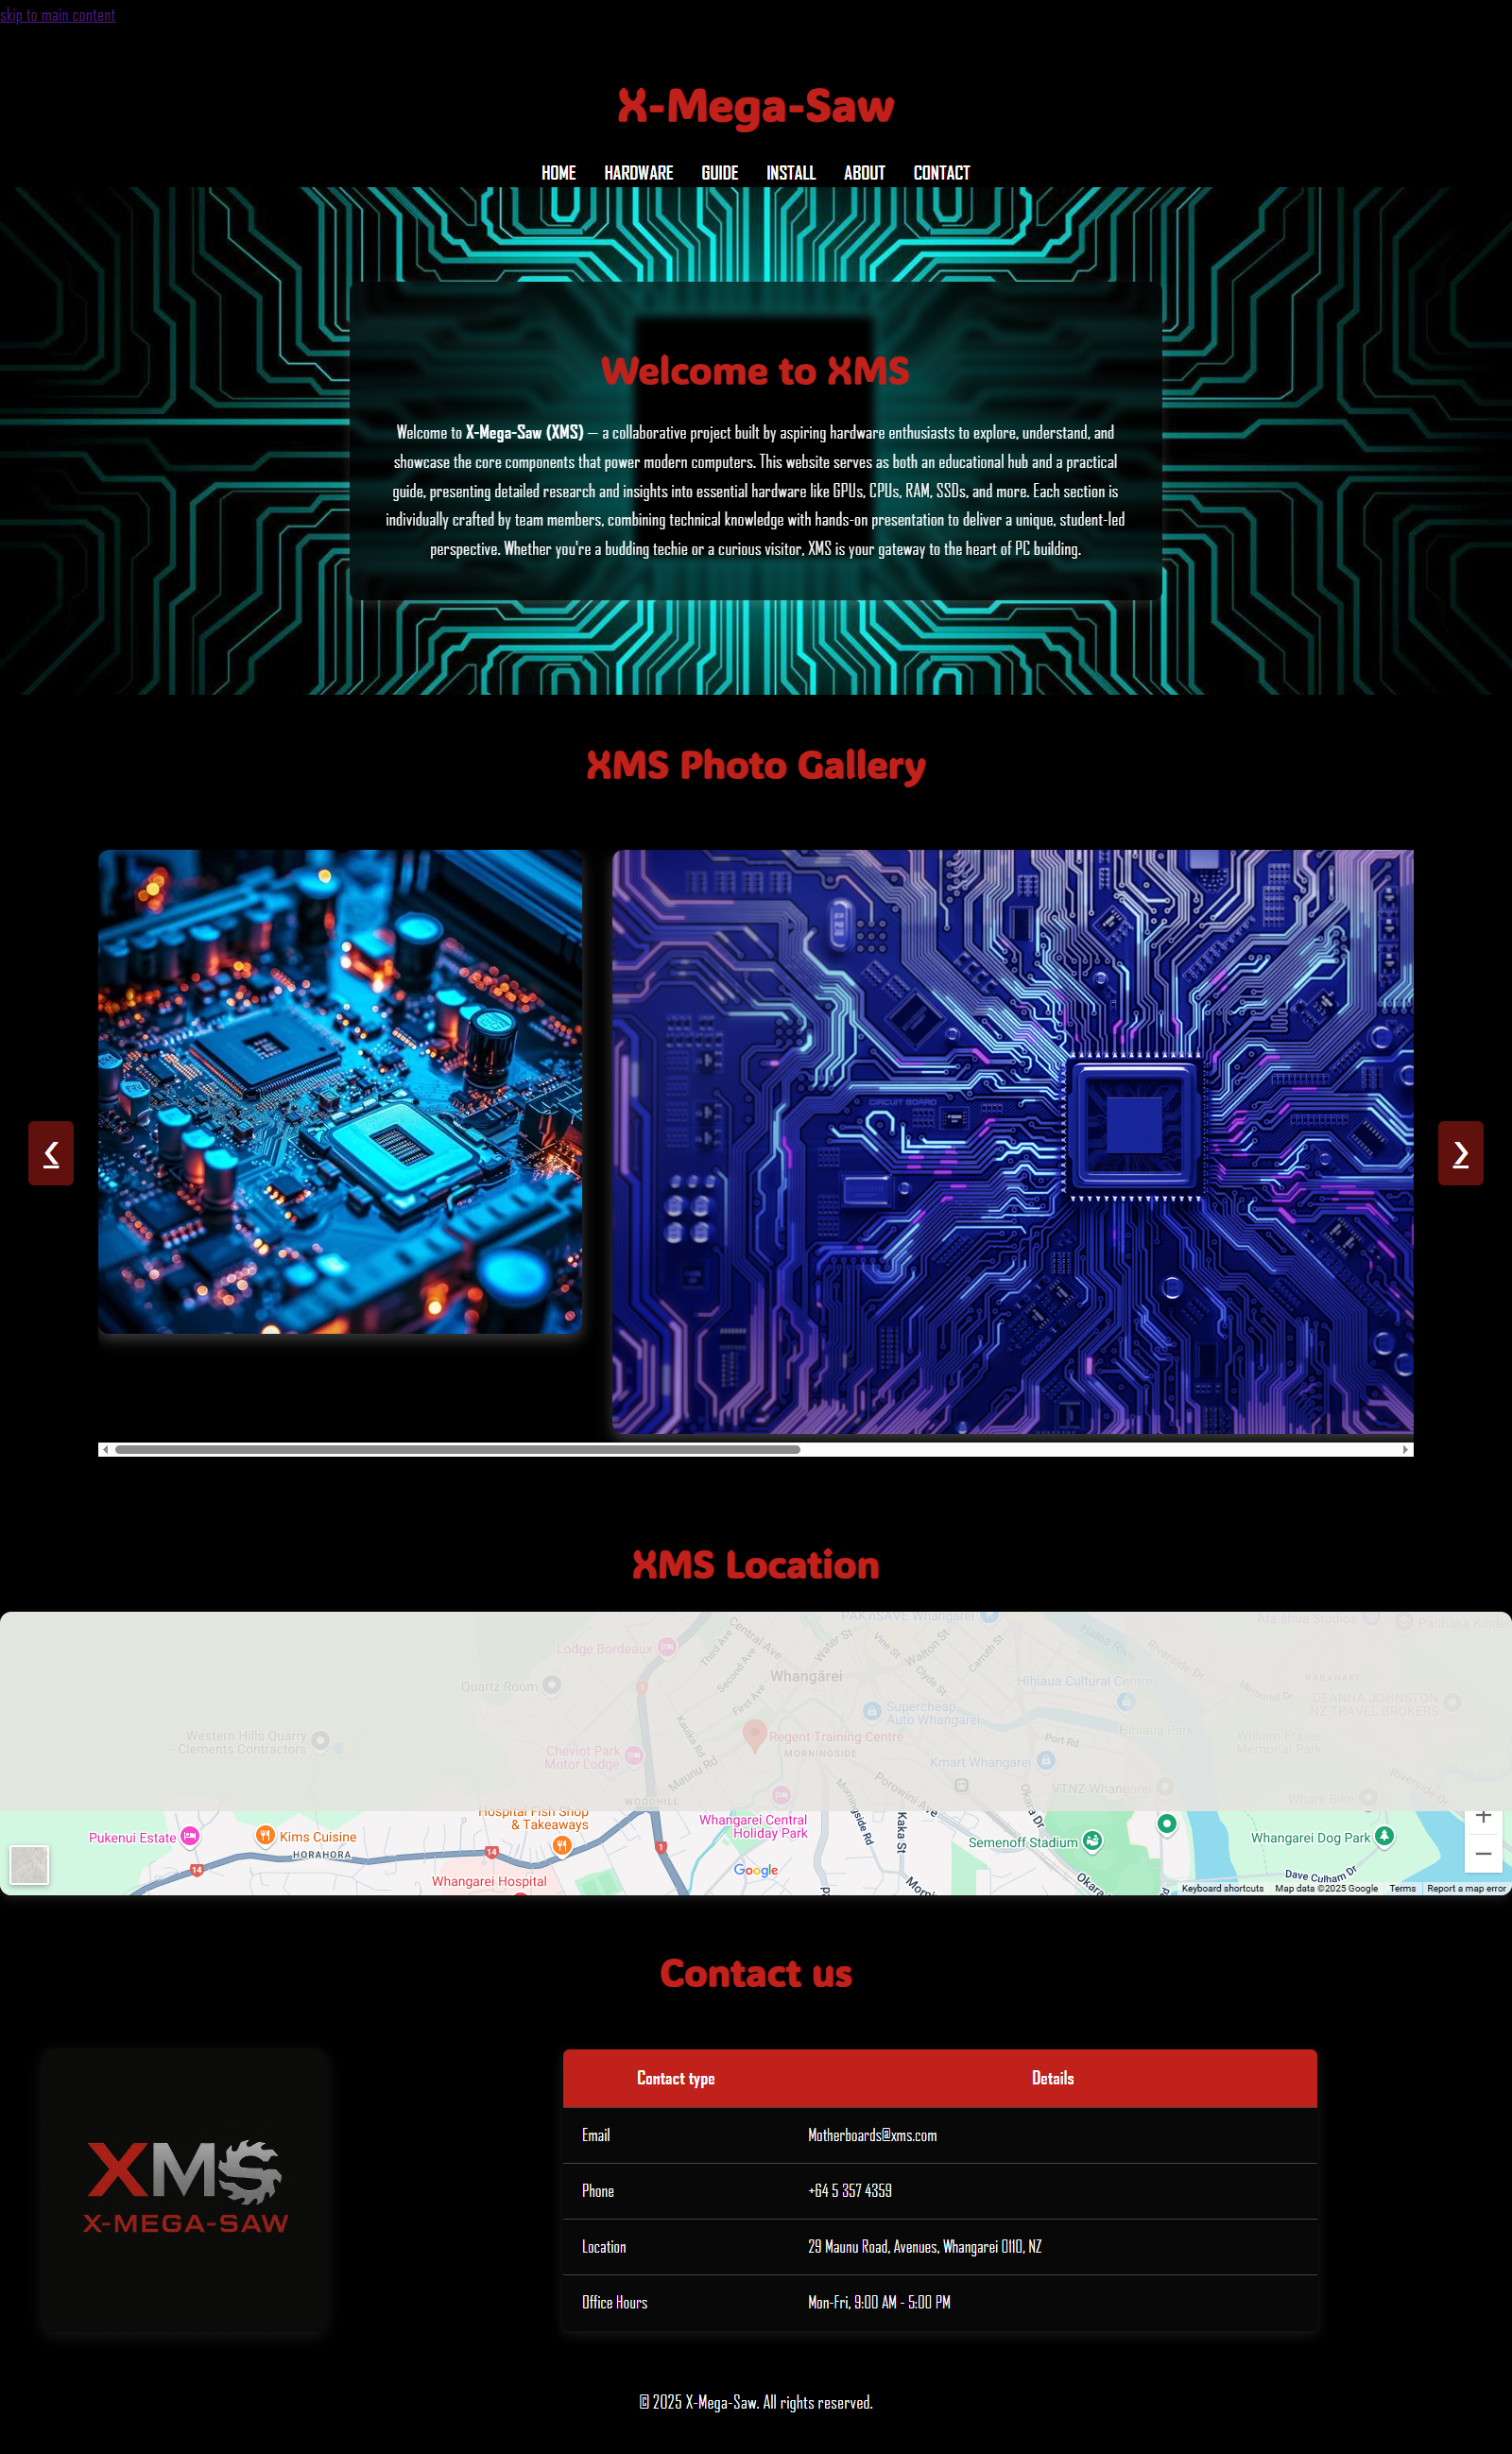 skip to main content
X-Mega-Saw
HOME HARDWARE GUIDE INSTALL ABOUT CONTACT
Welcome to XMS
Welcome to X-Mega-Saw (XMS) — a collaborative project built by aspiring hardware enthusiasts to explore, understand, and
showcase the core components that power modern computers. This website serves as both an educational hub and a practical
guide, presenting detailed research and insights into essential hardware like GPUs, CPUs, RAM, SSDs, and more. Each section is
individually crafted by team members, combining technical knowledge with hands-on presentation to deliver a unique, student-led
perspective. Whether you're a budding techie or a curious visitor, XMS is your gateway to the heart of PC building.
XMS Photo Gallery
CIRCUIT BOARD
XMS Location
PAK'nSAVE Whangarei
Lodge Bordeaux
Third Ave
Central Ave
Second Ave
First Ave
Water St
Vine St
Walton St
Clyde St
Caruth St
Hatea River
Riverside Dr
Whangārei
Quartz Room
Hihiaua Cultural Centre
PARAHAKI
Memorial Dr
DEANNA JOHNSTON
NZ TRAVEL BROKERS
Supercheap
Auto Whangarei
Hihiaua Park
Western Hills Quarry
- Clements Contractors
Kauika Rd
Regent Training Centre
MORNINGSIDE
Port Rd
William Fraser
Memorial Park
Cheviot Park
Motor Lodge
Maunu Rd
Kmart Whangarei
VTNZ Whangarei
Porowini Ave
Morningside Rd
Okara Dr
Riverside Dr
Whare Bike
WOODHILL
Hospital Fish Shop
& Takeaways
Pukenui Estate
Kims Cuisine
HORAHORA
Whangarei Central
Holiday Park
Kaka St
Semenoff Stadium
Whangarei Dog Park
1
14
14
Whangarei Hospital
Google
Dave Culham Dr
Keyboard shortcuts Map data ©2025 Google Terms Report a map error
Contact us
XMS
X-MEGA-SAW
Contact type Details
Email Motherboards@xms.com
Phone +64 5 357 4359
Location 29 Maunu Road, Avenues, Whangarei 0110, NZ
Office Hours Mon-Fri, 9:00 AM - 5:00 PM
© 2025 X-Mega-Saw. All rights reserved.